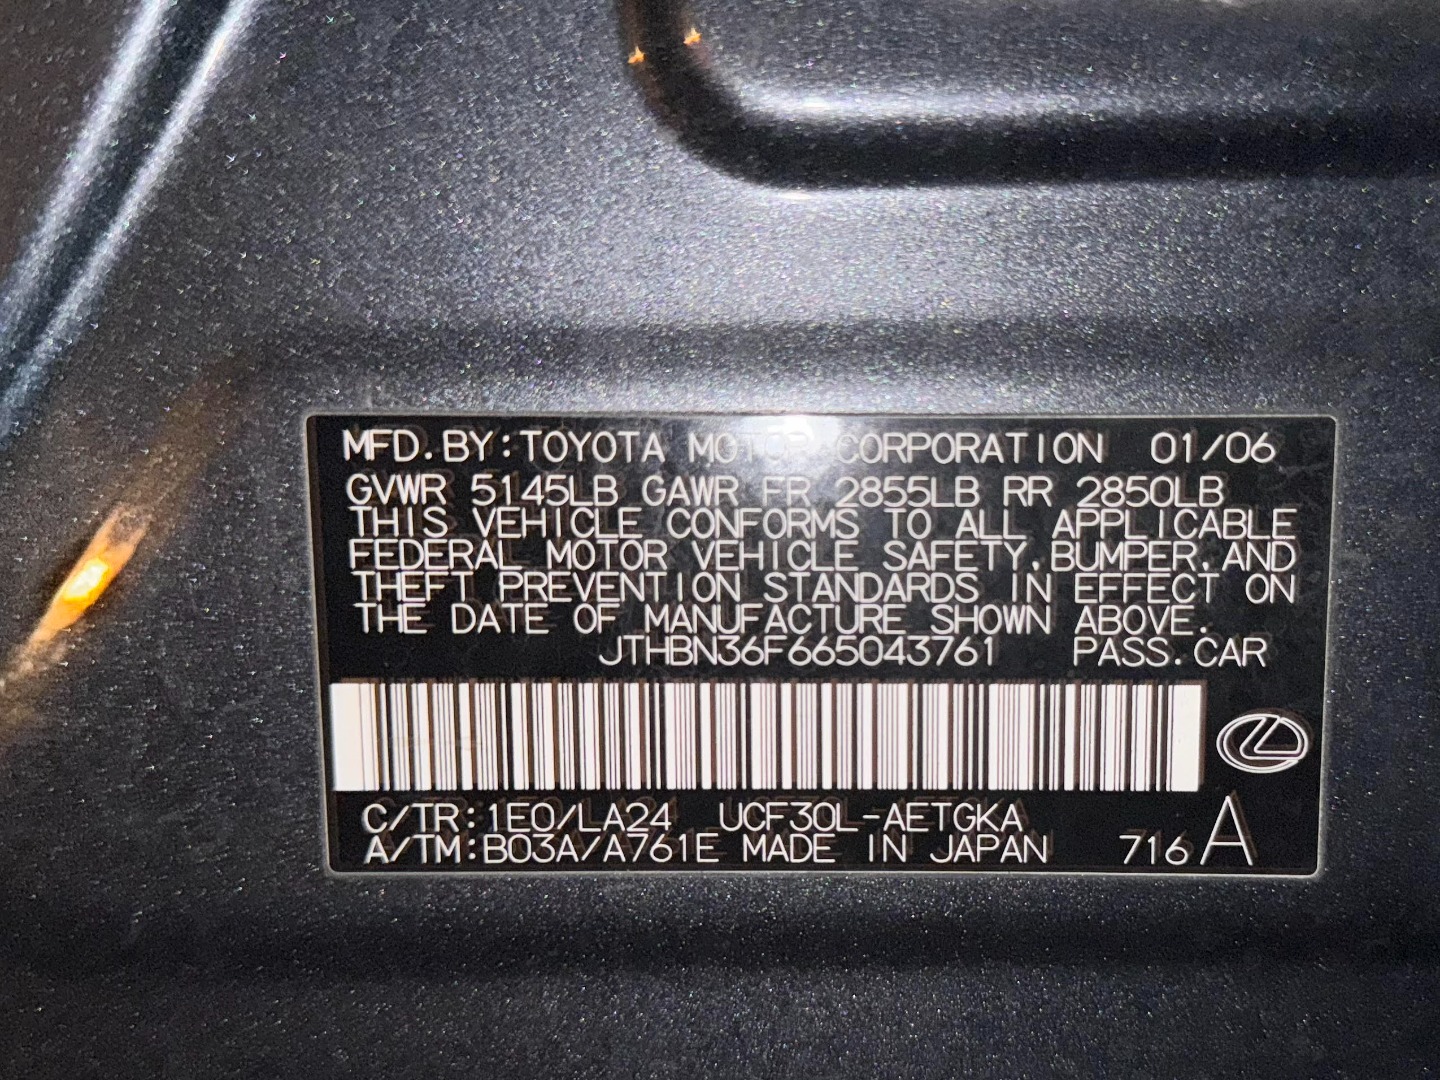 MFD.BY:TOYOTA MOTOR CORPORATION 01/06
GVWR 5145LB GAWR FR 2855LB RR 2850LB
THIS VEHICLE CONFORMS TO ALL APPLICABLE
FEDERAL MOTOR VEHICLE SAFETY,BUMPER,AND
THEFT PREVENTION STANDARDS IN EFFECT ON
THE DATE OF MANUFACTURE SHOWN ABOVE.
JTHBN36F665043761 PASS.CAR
C/TR:1E0/LA24 UCF30L-AETGKA
A/TM:B03A/A761E MADE IN JAPAN 716 A